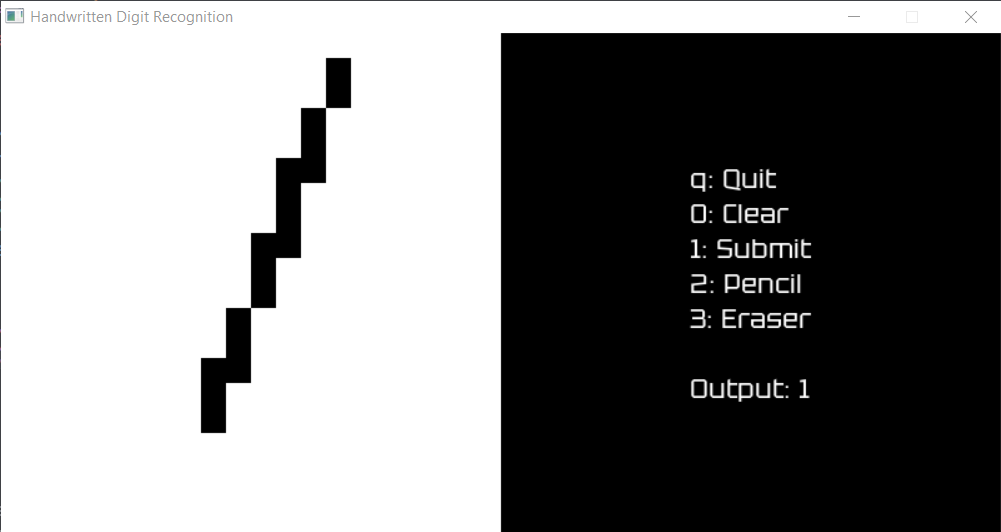 Handwritten Digit Recognition
q: Quit
0: Clear
1: Submit
2: Pencil
3: Eraser
Output: 1